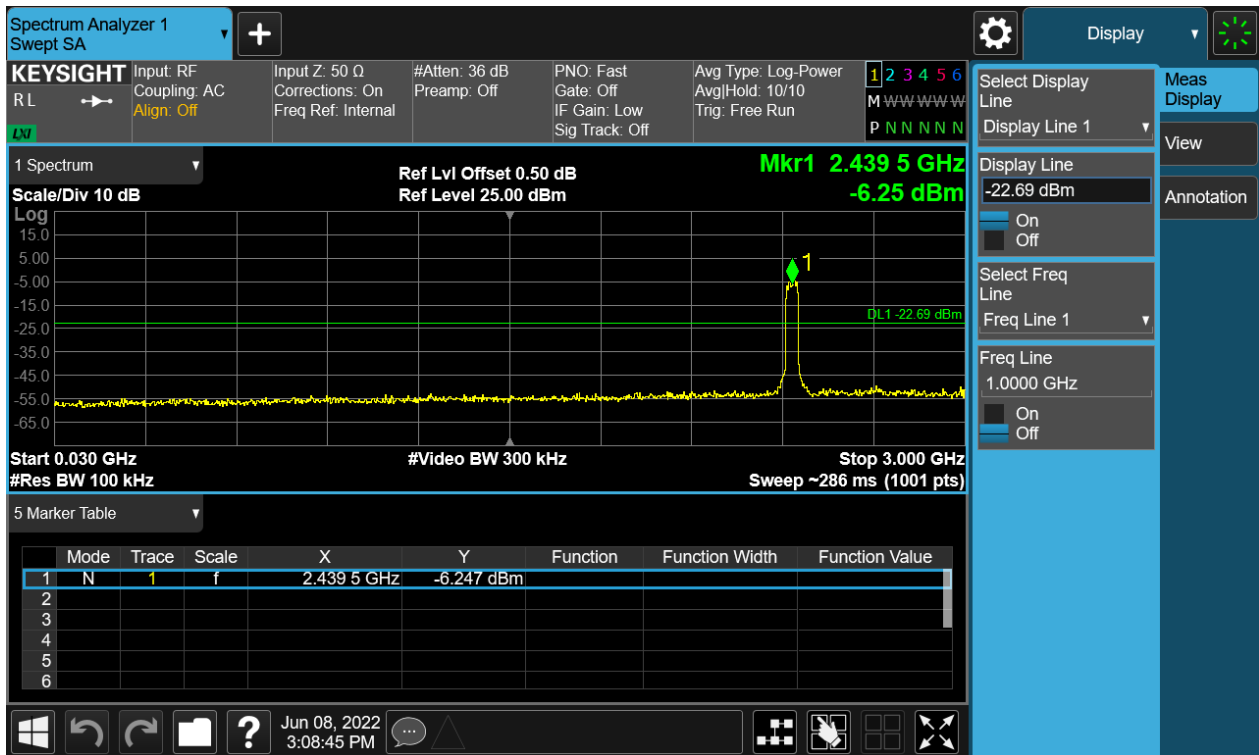 Spectrum Analyzer 1
Swept SA
+
Display
KEYSIGHT
R L
LXI
Input: RF
Coupling: AC
Align: Off
Input Z: 50 Ω
Corrections: On
Freq Ref: Internal
#Atten: 36 dB
Preamp: Off
PNO: Fast
Gate: Off
IF Gain: Low
Sig Track: Off
Avg Type: Log-Power
Avg|Hold: 10/10
Trig: Free Run
1 2 3 4 5 6
M W W W W W
P N N N N N
1 Spectrum
Scale/Div 10 dB
Ref Lvl Offset 0.50 dB
Ref Level 25.00 dBm
Mkr1 2.439 5 GHz
-6.25 dBm
Log
15.0
5.00
-5.00
-15.0
-25.0
-35.0
-45.0
-55.0
-65.0
1
DL1 -22.69 dBm
Start 0.030 GHz
#Video BW 300 kHz
Stop 3.000 GHz
#Res BW 100 kHz
Sweep ~286 ms (1001 pts)
5 Marker Table
Mode Trace Scale X Y Function Function Width Function Value
1 N 1 f 2.439 5 GHz -6.247 dBm
2
3
4
5
6
?
Jun 08, 2022
3:08:45 PM
Select Display
Line
Display Line 1
Display Line
-22.69 dBm
On
Off
Select Freq
Line
Freq Line 1
Freq Line
1.0000 GHz
On
Off
Meas
Display
View
Annotation